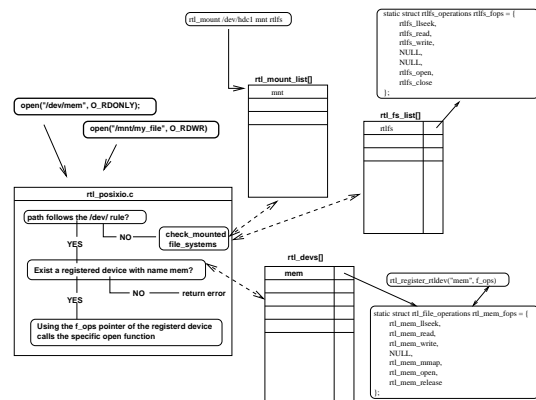 rtl_mount /dev/hdc1 mnt rtlfs
static struct rtlfs_operations rtlfs_fops = {
rtlfs_llseek,
rtlfs_read,
rtlfs_write,
NULL,
NULL,
rtlfs_open,
rtlfs_close
};
rtl_mount_list[]
mnt
open("/dev/mem", O_RDONLY);
open("/mnt/my_file", O_RDWR)
rtl_fs_list[]
rtlfs
rtl_posixio.c
path follows the /dev/ rule?
NO
check_mounted
file_systems
YES
Exist a registered device with name mem?
NO
return error
YES
Using the f_ops pointer of the registerd device
calls the specific open function
rtl_devs[]
mem
rtl_register_rtldev("mem", f_ops)
static struct rtl_file_operations rtl_mem_fops = {
rtl_mem_llseek,
rtl_mem_read,
rtl_mem_write,
NULL,
rtl_mem_mmap,
rtl_mem_open,
rtl_mem_release
};